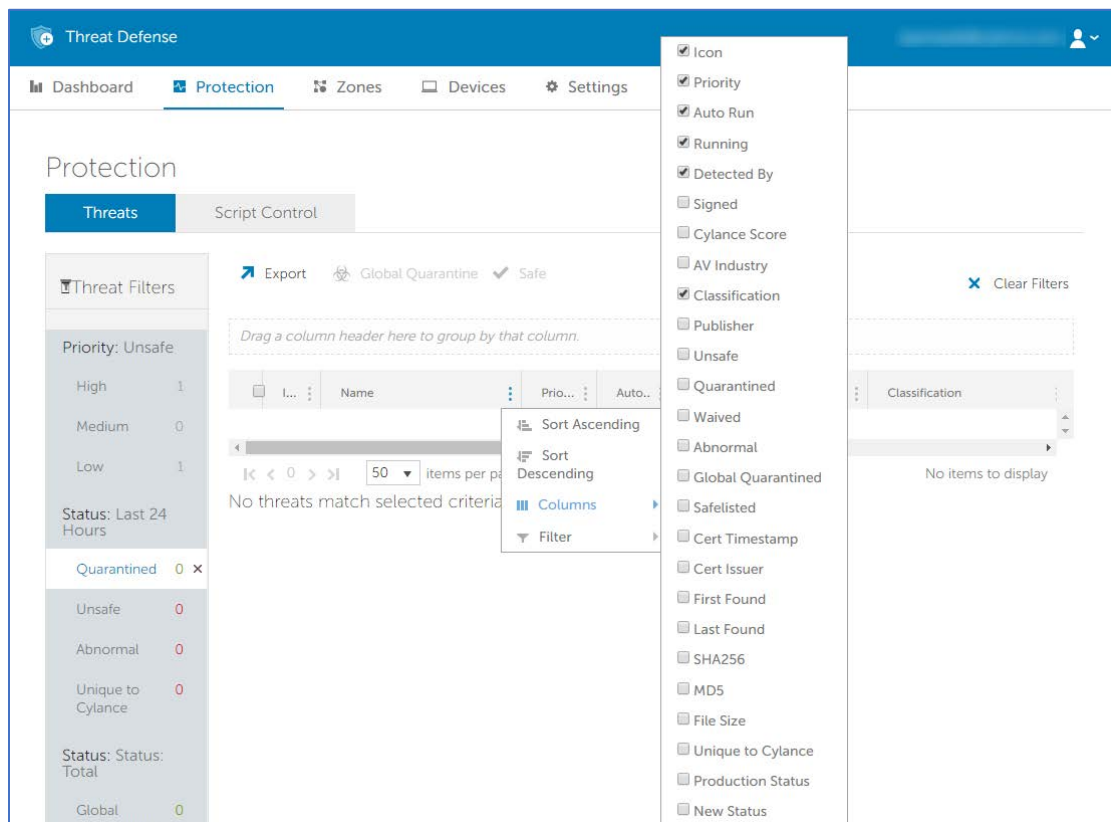 Threat Defense
Dashboard Protection Zones Devices Settings
Protection
Threats Script Control
Threat Filters
Export Global Quarantine Safe
Clear Filters
Drag a column header here to group by that column.
I... Name Prio... Auto.. Classification
0 50 items per pa No items to display
No threats match selected criteria
Priority: Unsafe
High 1
Medium 0
Low 1
Status: Last 24
Hours
Quarantined 0
Unsafe 0
Abnormal 0
Unique to 0
Cylance
Status: Status:
Total
Global 0
Sort Ascending
Sort
Descending
Columns
Filter
Icon
Priority
Auto Run
Running
Detected By
Signed
Cylance Score
AV Industry
Classification
Publisher
Unsafe
Quarantined
Waived
Abnormal
Global Quarantined
Safelisted
Cert Timestamp
Cert Issuer
First Found
Last Found
SHA256
MD5
File Size
Unique to Cylance
Production Status
New Status